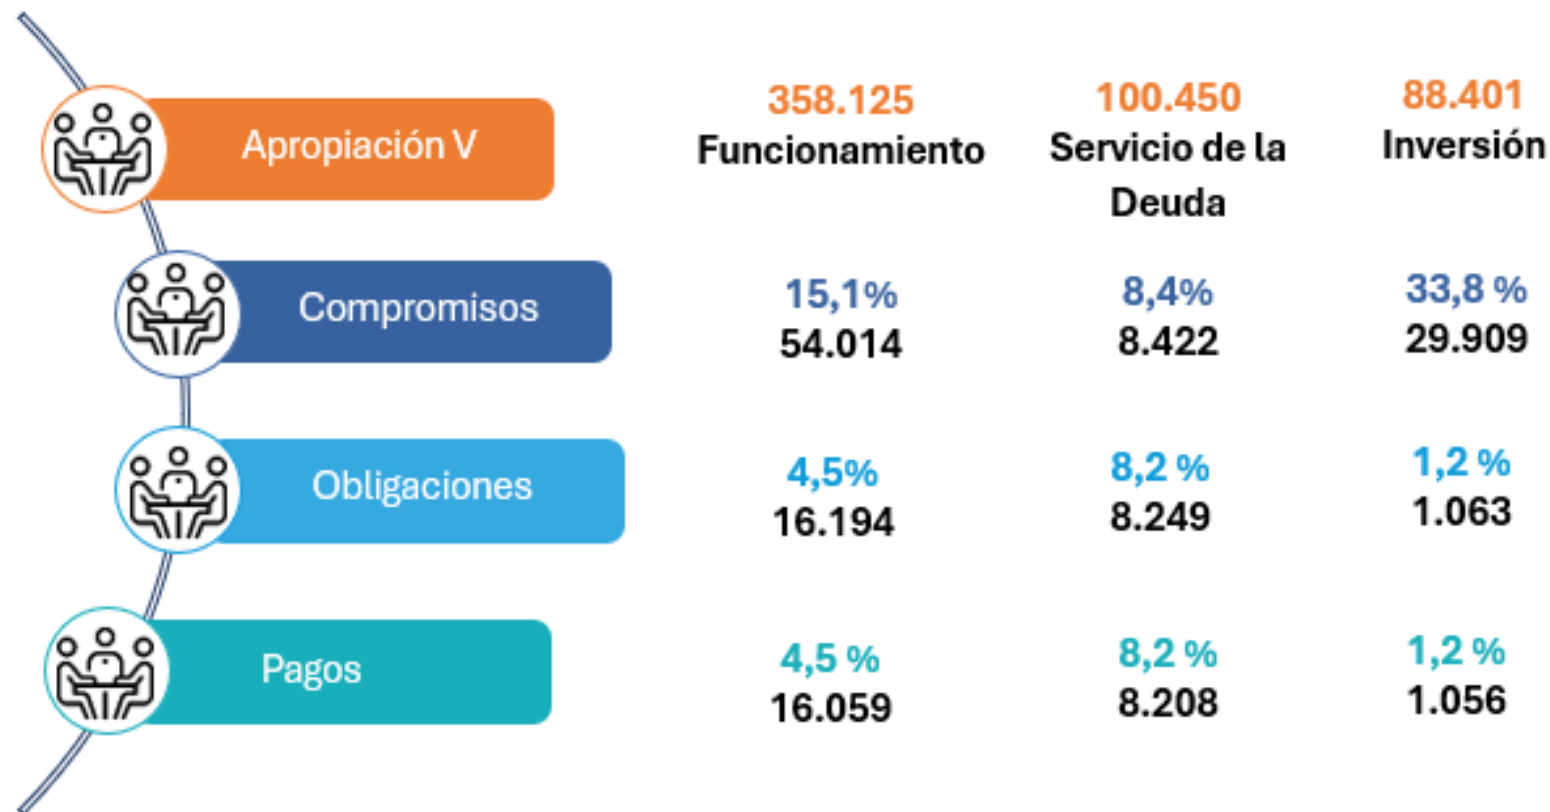 Apropiación V
358.125
Funcionamiento
100.450
Servicio de la
Deuda
88.401
Inversión
Compromisos
15,1%
54.014
8,4%
8.422
33,8 %
29.909
Obligaciones
4,5%
16.194
8,2 %
8.249
1,2 %
1.063
Pagos
4,5 %
16.059
8,2 %
8.208
1,2 %
1.056